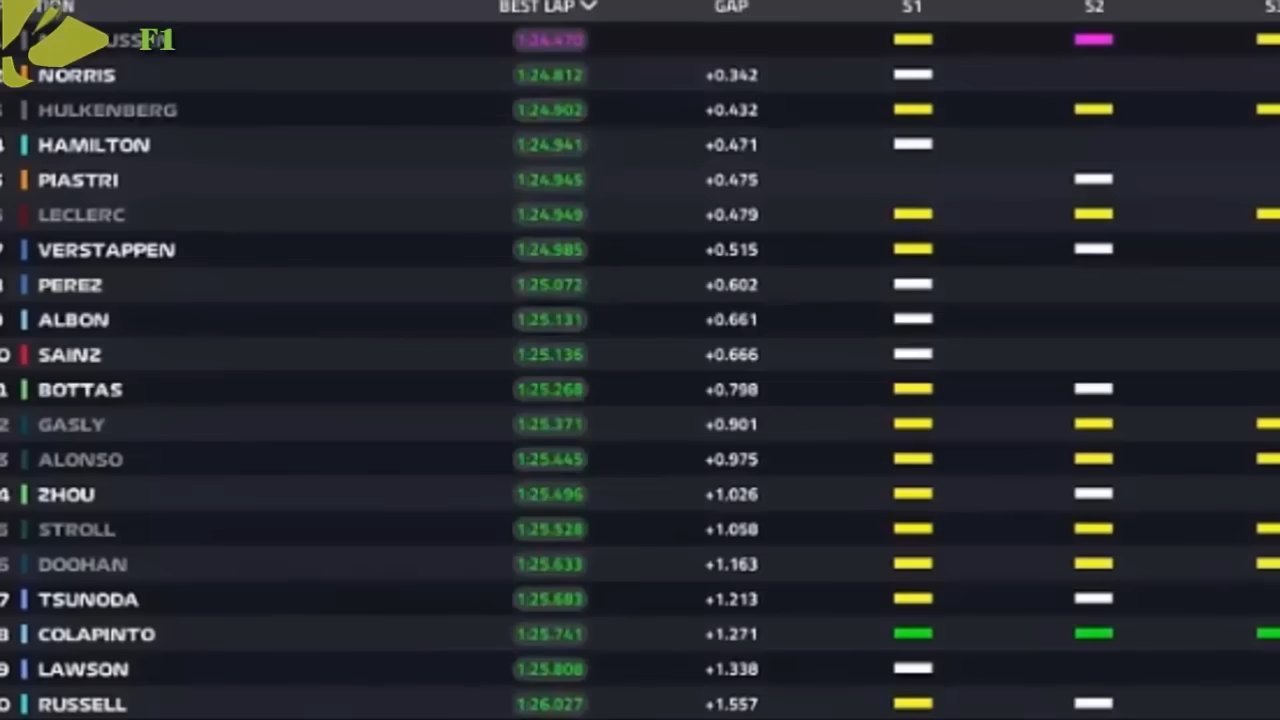 BEST LAP GAP S1 S2
F1 1:24.470
NORRIS 1:24.812 +0.342
HULKENBERG 1:24.902 +0.432
HAMILTON 1:24.941 +0.471
PIASTRI 1:24.945 +0.475
LECLERC 1:24.949 +0.479
VERSTAPPEN 1:24.985 +0.515
PEREZ 1:25.072 +0.602
ALBON 1:25.131 +0.661
SAINZ 1:25.136 +0.666
BOTTAS 1:25.268 +0.798
GASLY 1:25.371 +0.901
ALONSO 1:25.445 +0.975
ZHOU 1:25.496 +1.026
STROLL 1:25.528 +1.058
DOOHAN 1:25.633 +1.163
TSUNODA 1:25.683 +1.213
COLAPINTO 1:25.741 +1.271
LAWSON 1:25.808 +1.338
RUSSELL 1:26.027 +1.557